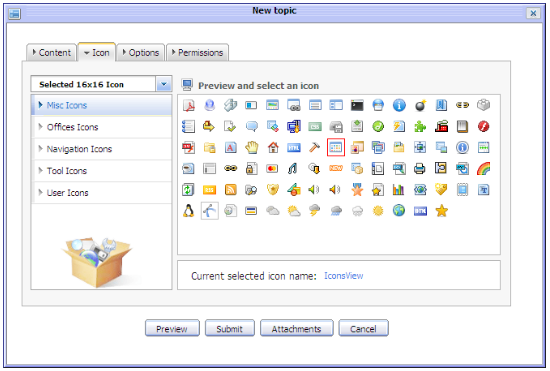 New topic
Content
Icon
Options
Permissions
Selected 16x16 Icon
Misc Icons
Offices Icons
Navigation Icons
Tool Icons
User Icons
Preview and select an icon
Current selected icon name: IconsView
Preview
Submit
Attachments
Cancel